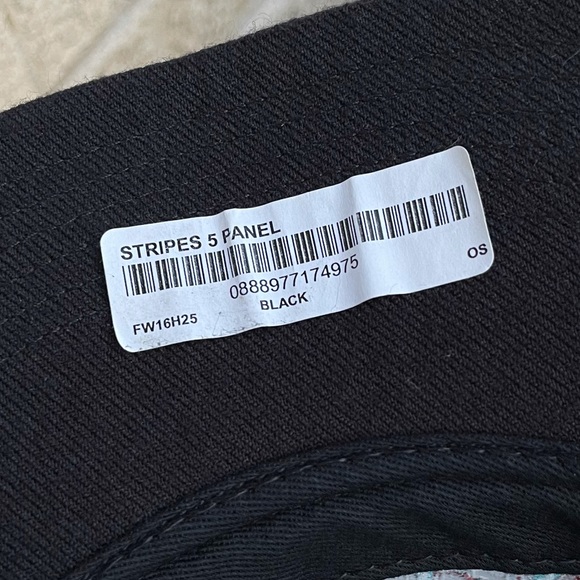 STRIPES 5 PANEL
0888977174975
FW16H25 BLACK OS